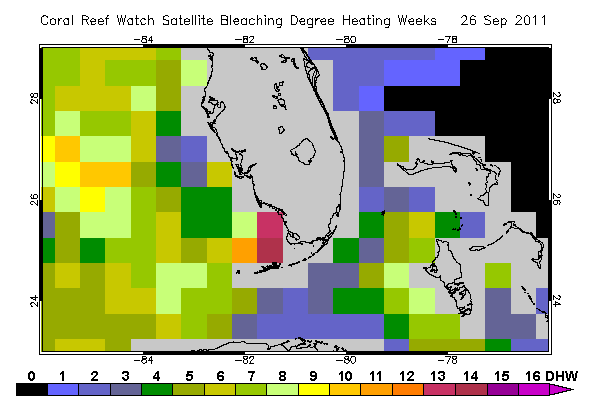 Coral Reef Watch Satellite Bleaching Degree Heating Weeks 26 Sep 2011
-84 -82 -80 -78
28 28
26 26
24 24
-84 -82 -80 -78
0 1 2 3 4 5 6 7 8 9 10 11 12 13 14 15 16 DHW